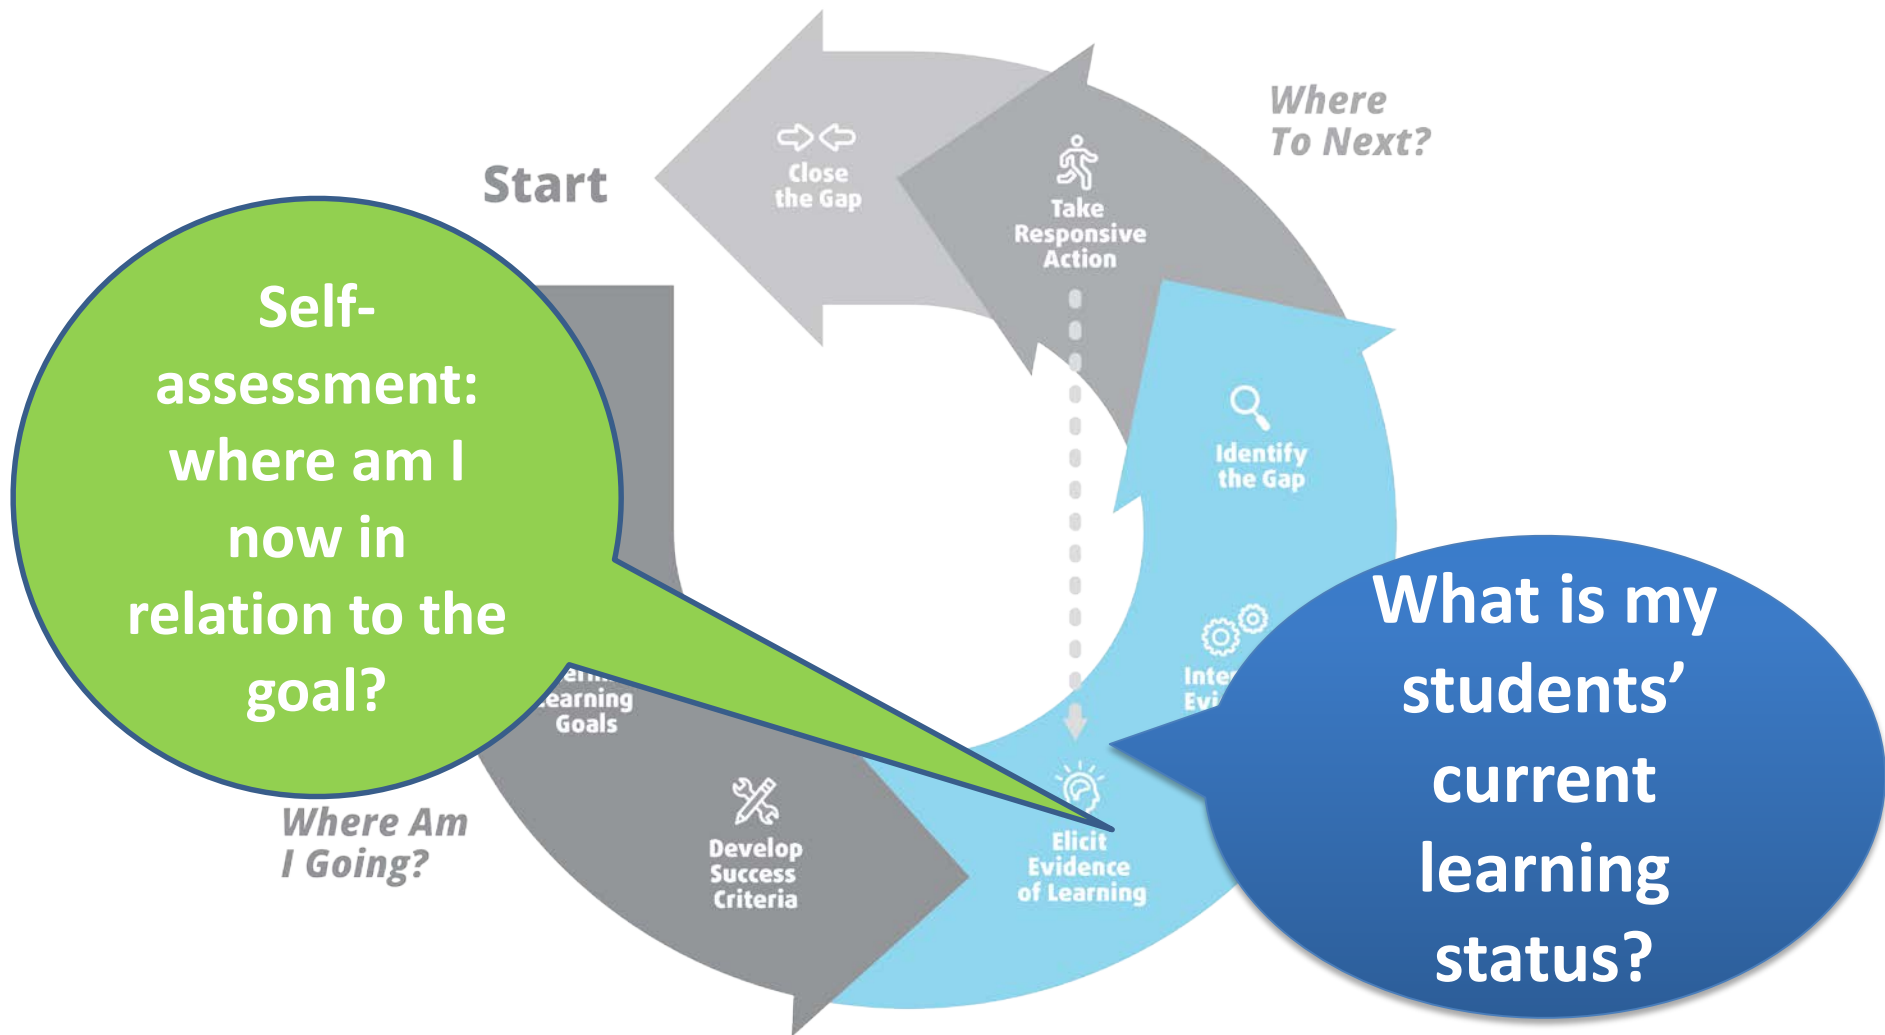 Start
Close
the Gap
Take
Responsive
Action
Where
To Next?
Self-
assessment:
where am I
now in
relation to the
goal?
Identify
the Gap
What is my
students’
current
learning
status?
Goals
Where Am
I Going?
Develop
Success
Criteria
Elicit
Evidence
of Learning